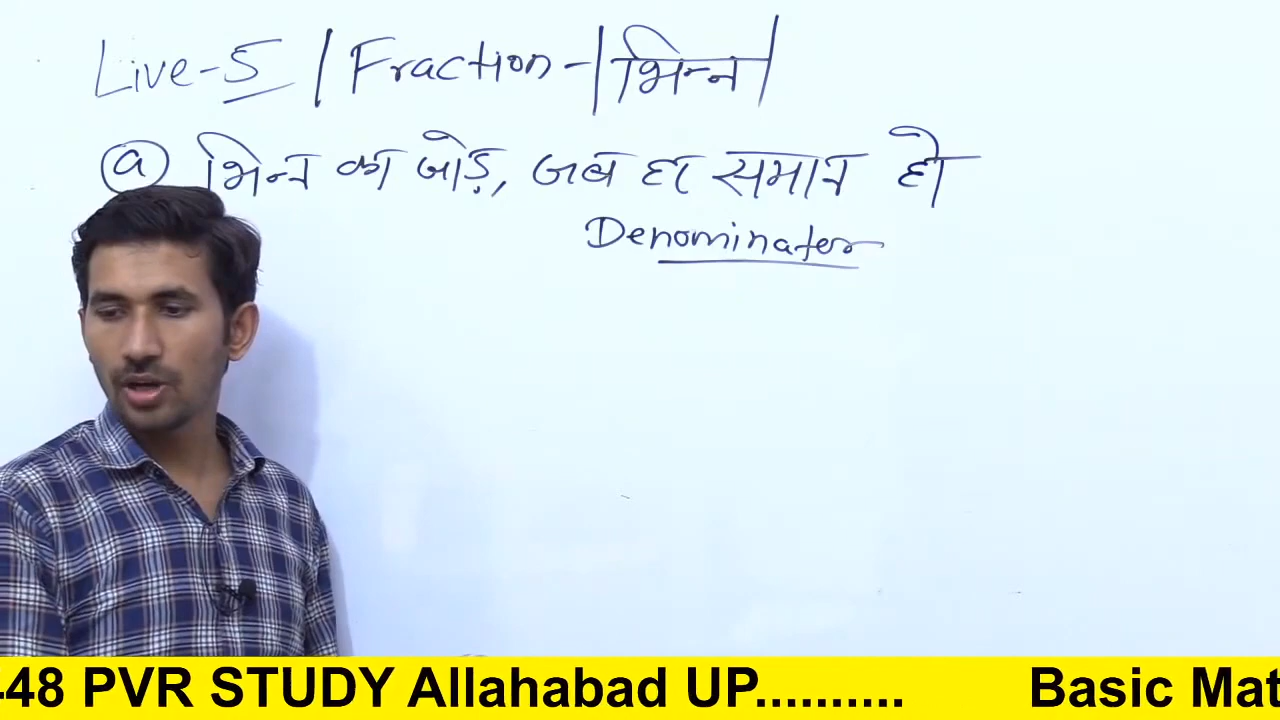 Live-5 / Fraction - | भिन्न |
(a) भिन्न का जोड़, जब हर समान हो
Denominator
-48 PVR STUDY Allahabad UP.......... Basic Mat